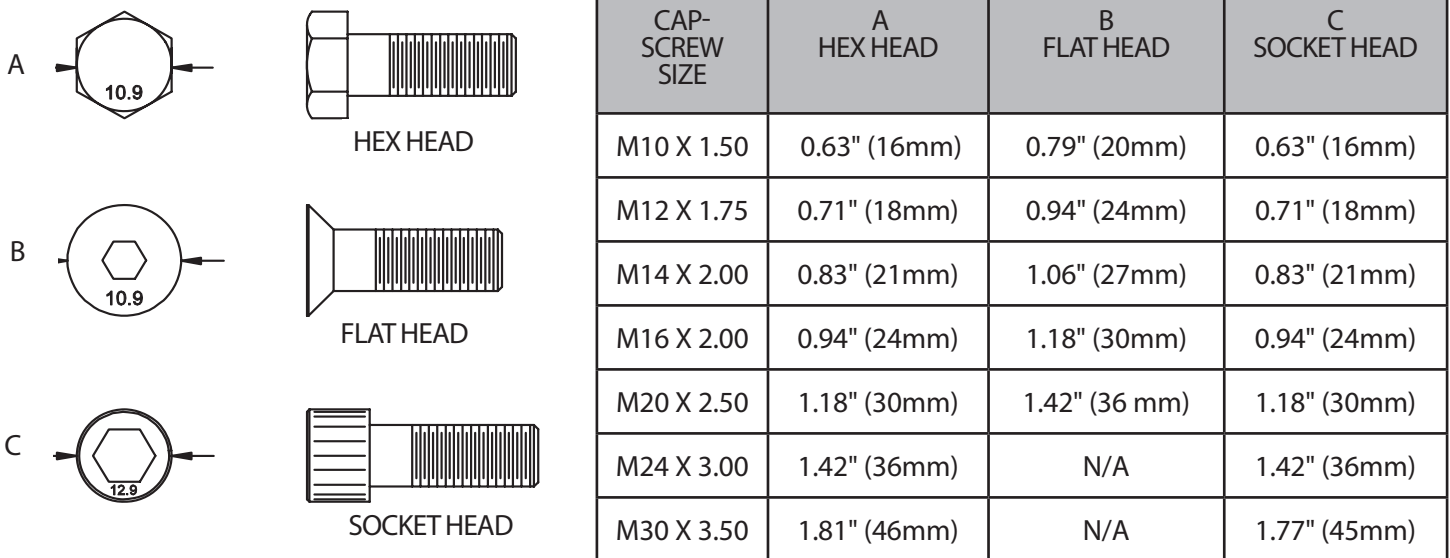 A
10.9
HEX HEAD
B
10.9
FLAT HEAD
C
12.9
SOCKET HEAD
CAP-
SCREW
SIZE
A
HEX HEAD
B
FLAT HEAD
C
SOCKET HEAD
M10 X 1.50 0.63" (16mm) 0.79" (20mm) 0.63" (16mm)
M12 X 1.75 0.71" (18mm) 0.94" (24mm) 0.71" (18mm)
M14 X 2.00 0.83" (21mm) 1.06" (27mm) 0.83" (21mm)
M16 X 2.00 0.94" (24mm) 1.18" (30mm) 0.94" (24mm)
M20 X 2.50 1.18" (30mm) 1.42" (36 mm) 1.18" (30mm)
M24 X 3.00 1.42" (36mm) N/A 1.42" (36mm)
M30 X 3.50 1.81" (46mm) N/A 1.77" (45mm)